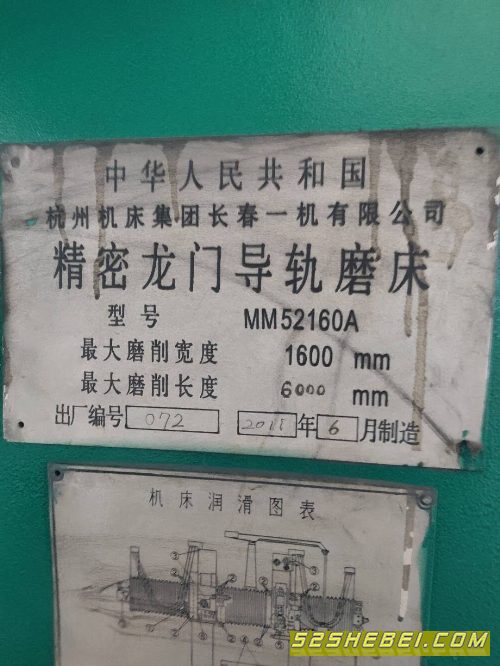 中华人民共和国
杭州机床集团长春一机有限公司
精密龙门导轨磨床
型号 MM52160A
最大磨削宽度 1600 mm
最大磨削长度 6000 mm
出厂编号 072 2011 年 6 月制造
机床润滑图表
52SHEBEI.COM